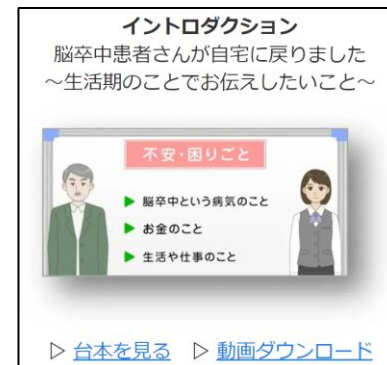 イントロダクション
脳卒中患者さんが自宅に戻りました
～生活期のことでお伝えしたいこと～
不安・困りごと
▶ 脳卒中という病気のこと
▶ お金のこと
▶ 生活や仕事のこと
▷ 台本を見る ▷ 動画ダウンロード